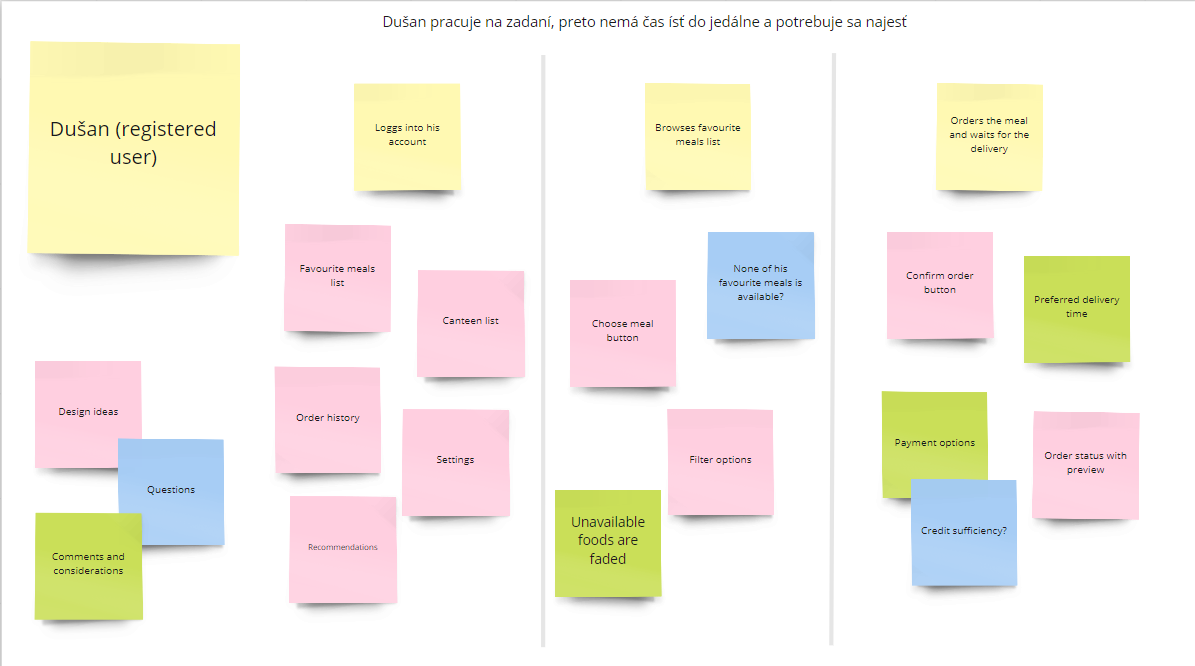 Dušan pracuje na zadaní, preto nemá čas ísť do jedálne a potrebuje sa najesť
Dušan (registered
user)
Loggs into his
account
Browses favourite
meals list
Orders the meal
and waits for the
delivery
Favourite meals
list
Canteen list
Order history
Settings
Recommendations
Design ideas
Questions
Comments and
considerations
Choose meal
button
None of his
favourite meals is
available?
Filter options
Unavailable
foods are
faded
Confirm order
button
Preferred delivery
time
Payment options
Credit sufficiency?
Order status with
preview